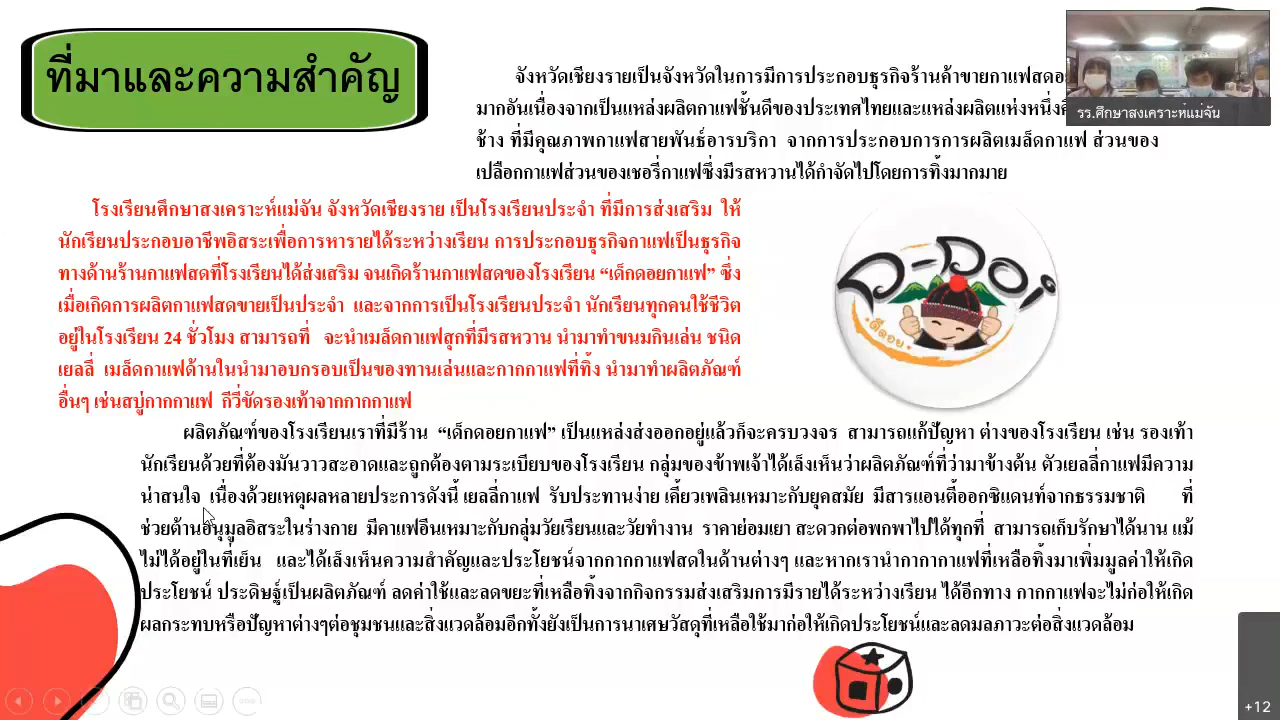 ที่มาและความสำคัญ
จังหวัดเชียงรายเป็นจังหวัดในการมีการประกอบธุรกิจร้านค้าขายกาแฟสด
มากอันเนื่องจากเป็นแหล่งผลิตกาแฟชั้นดีของประเทศไทยและแหล่งผลิตแห่งหนึ่ง
ช้าง ที่มีคุณภาพกาแฟสายพันธ์อารบริกา จากการประกอบการการผลิตเมล็ดกาแฟ ส่วนของ
เปลือกกาแฟส่วนของเชอรี่กาแฟซึ่งมีรสหวานได้กำจัดไปโดยการทิ้งมากมาย
รร.ศึกษาสงเคราะห์แม่จัน
โรงเรียนศึกษาสงเคราะห์แม่จัน จังหวัดเชียงราย เป็นโรงเรียนประจำ ที่มีการส่งเสริม ให้
นักเรียนประกอบอาชีพอิสระเพื่อการหารายได้ระหว่างเรียน การประกอบธุรกิจกาแฟเป็นธุรกิจ
ทางด้านร้านกาแฟสดที่โรงเรียนได้ส่งเสริม จนเกิดร้านกาแฟสดของโรงเรียน “เด็กดอยกาแฟ” ซึ่ง
เมื่อเกิดการผลิตกาแฟสดขายเป็นประจำ และจากการเป็นโรงเรียนประจำ นักเรียนทุกคนใช้ชีวิต
อยู่ในโรงเรียน 24 ชั่วโมง สามารถที่ จะนำเมล็ดกาแฟสุกที่มีรสหวาน นำมาทำขนมกินเล่น ชนิด
เยลลี่ เมล็ดกาแฟด้านในนำมาอบกรอบเป็นของทานเล่นและกากกาแฟที่ทิ้ง นำมาทำผลิตภัณฑ์
อื่นๆ เช่นสบู่กากกาแฟ กีวี่ขัดรองเท้าจากกากกาแฟ
D-DOi
ดีดอย
ผลิตภัณฑ์ของโรงเรียนเราที่มีร้าน “เด็กดอยกาแฟ” เป็นแหล่งส่งออกอยู่แล้วก็จะครบวงจร สามารถแก้ปัญหา ต่างของโรงเรียน เช่น รองเท้า
นักเรียนด้วยที่ต้องมันวาวสะอาดและถูกต้องตามระเบียบของโรงเรียน กลุ่มของข้าพเจ้าได้เล็งเห็นว่าผลิตภัณฑ์ที่ว่ามาข้างต้น ตัวเยลลี่กาแฟมีความ
น่าสนใจ เนื่องด้วยเหตุผลหลายประการดังนี้ เยลลี่กาแฟ รับประทานง่าย เคี้ยวเพลินเหมาะกับยุคสมัย มีสารแอนตี้ออกซิแดนท์จากธรรมชาติ ที่
ช่วยต้านอนุมูลอิสระในร่างกาย มีคาเฟอีนเหมาะกับกลุ่มวัยเรียนและวัยทำงาน ราคาย่อมเยา สะดวกต่อพกพาไปได้ทุกที่ สามารถเก็บรักษาได้นาน แม้
ไม่ได้อยู่ในที่เย็น และได้เล็งเห็นความสำคัญและประโยชน์จากกากกาแฟสดในด้านต่างๆ และหากเรานำกากกาแฟที่เหลือทิ้งมาเพิ่มมูลค่าให้เกิด
ประโยชน์ ประดิษฐ์เป็นผลิตภัณฑ์ ลดค่าใช้และลดขยะที่เหลือทิ้งจากกิจกรรมส่งเสริมการมีรายได้ระหว่างเรียน ได้อีกทาง กากกาแฟจะไม่ก่อให้เกิด
ผลกระทบหรือปัญหาต่างๆต่อชุมชนและสิ่งแวดล้อมอีกทั้งยังเป็นการนาเศษวัสดุที่เหลือใช้มาก่อให้เกิดประโยชน์และลดมลภาวะต่อสิ่งแวดล้อม
+12